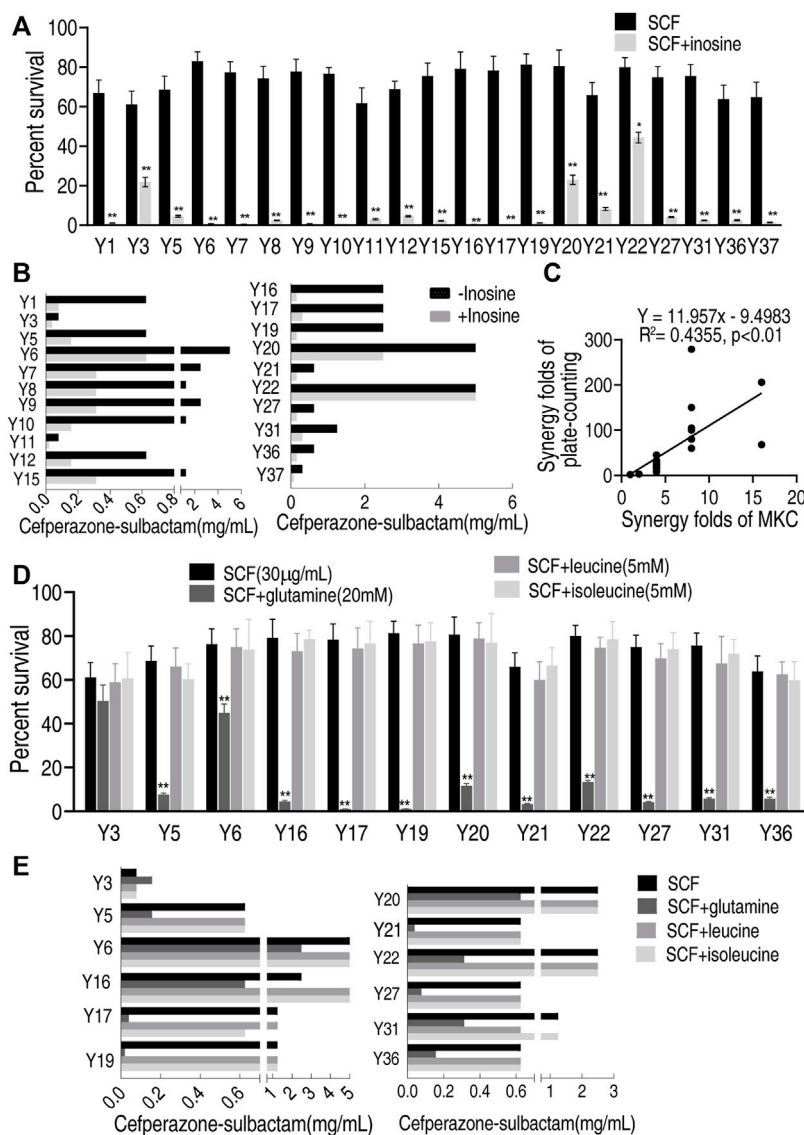 A
SCF
SCF+inosine
Percent survival
100
80
60
40
20
0
** ** ** ** ** ** ** ** ** ** ** ** ** ** ** ** * ** ** ** **
Y1 Y3 Y5 Y6 Y7 Y8 Y9 Y10 Y11 Y12 Y15 Y16 Y17 Y19 Y20 Y21 Y22 Y27 Y31 Y36 Y37
B
Y1
Y3
Y5
Y6
Y7
Y8
Y9
Y10
Y11
Y12
Y15
0.0 0.2 0.4 0.6 0.8 2 4 6
Cefperazone-sulbactam(mg/mL)
-Inosine
+Inosine
Y16
Y17
Y19
Y20
Y21
Y22
Y27
Y31
Y36
Y37
0 2 4 6
Cefperazone-sulbactam(mg/mL)
C
Y = 11.957x - 9.4983
R²= 0.4355, p<0.01
Synergy folds of
plate-counting
300
200
100
0
0 5 10 15 20
Synergy folds of MKC
D
SCF(30μg/mL)
SCF+glutamine(20mM)
SCF+leucine(5mM)
SCF+isoleucine(5mM)
Percent survival
100
80
60
40
20
0
** ** ** ** ** ** ** ** ** ** **
Y3 Y5 Y6 Y16 Y17 Y19 Y20 Y21 Y22 Y27 Y31 Y36
E
Y3
Y5
Y6
Y16
Y17
Y19
0.0 0.2 0.4 0.6 1 2 3 4 5
Cefperazone-sulbactam(mg/mL)
Y20
Y21
Y22
Y27
Y31
Y36
0.0 0.2 0.4 0.6 1 2 3
Cefperazone-sulbactam(mg/mL)
SCF
SCF+glutamine
SCF+leucine
SCF+isoleucine